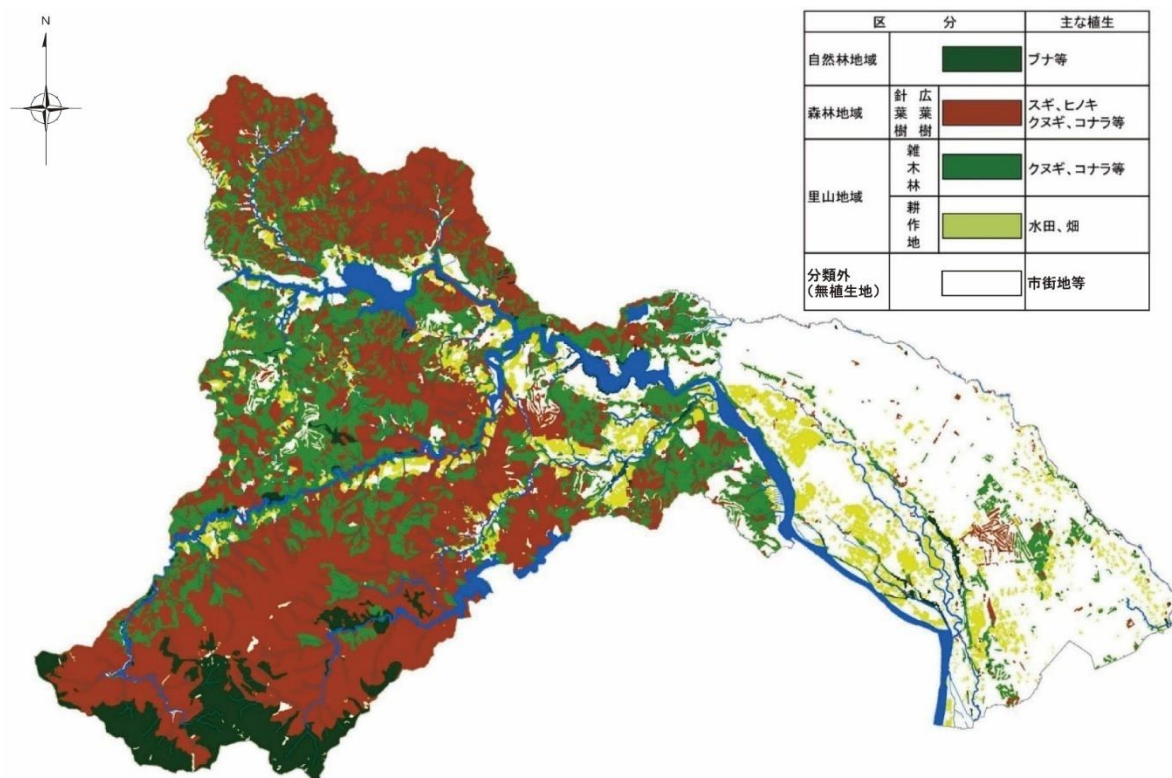 N
区 分 主な植生
自然林地域 ブナ等
森林地域 針葉樹 広葉樹 スギ、ヒノキ
クヌギ、コナラ等
里山地域 雑木林 クヌギ、コナラ等
耕作地 水田、畑
分類外
(無植生地) 市街地等